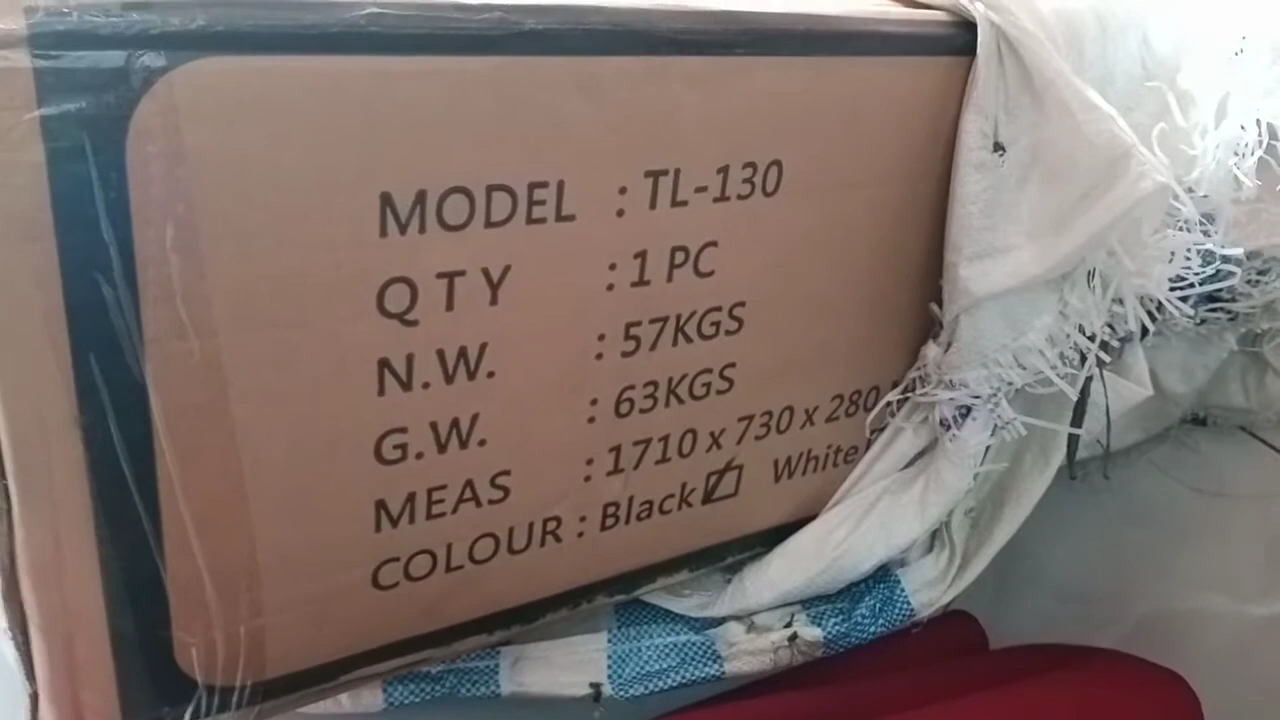 MODEL : TL-130
QTY : 1 PC
N.W. : 57KGS
G.W. : 63KGS
MEAS : 1710 x 730 x 280
COLOUR : Black☑ White